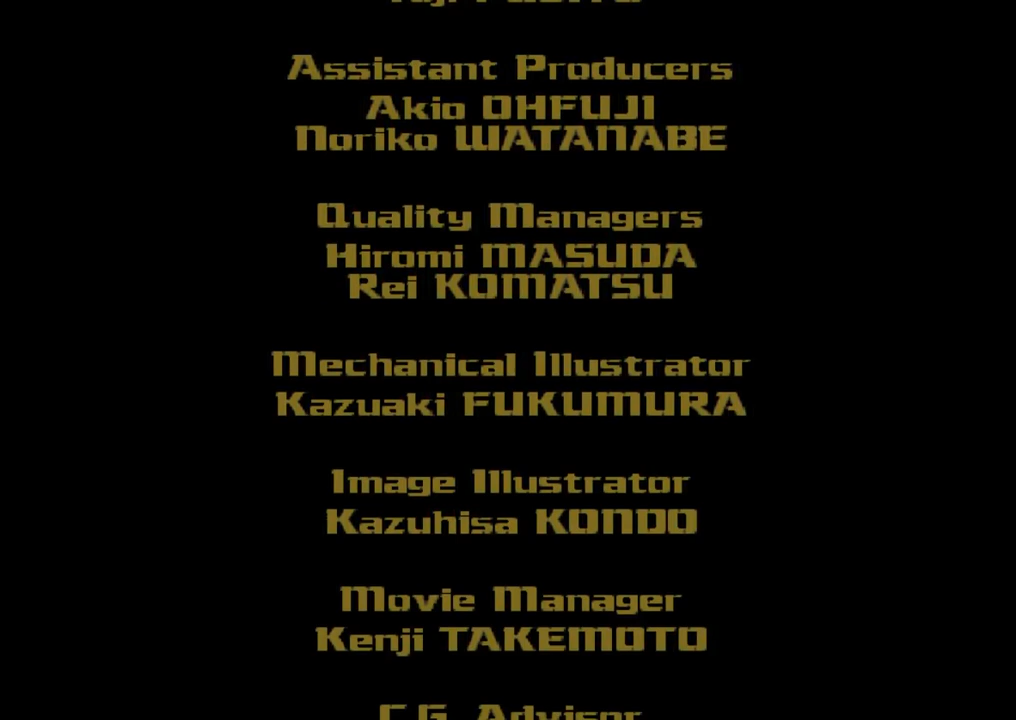 Assistant Producers
Akio OHFUJI
Noriko WATANABE
Quality Managers
Hiromi MASUDA
Rei KOMATSU
Mechanical Illustrator
Kazuaki FUKUMURA
Image Illustrator
Kazuhisa KONDO
Movie Manager
Kenji TAKEMOTO
C.G. Advisor